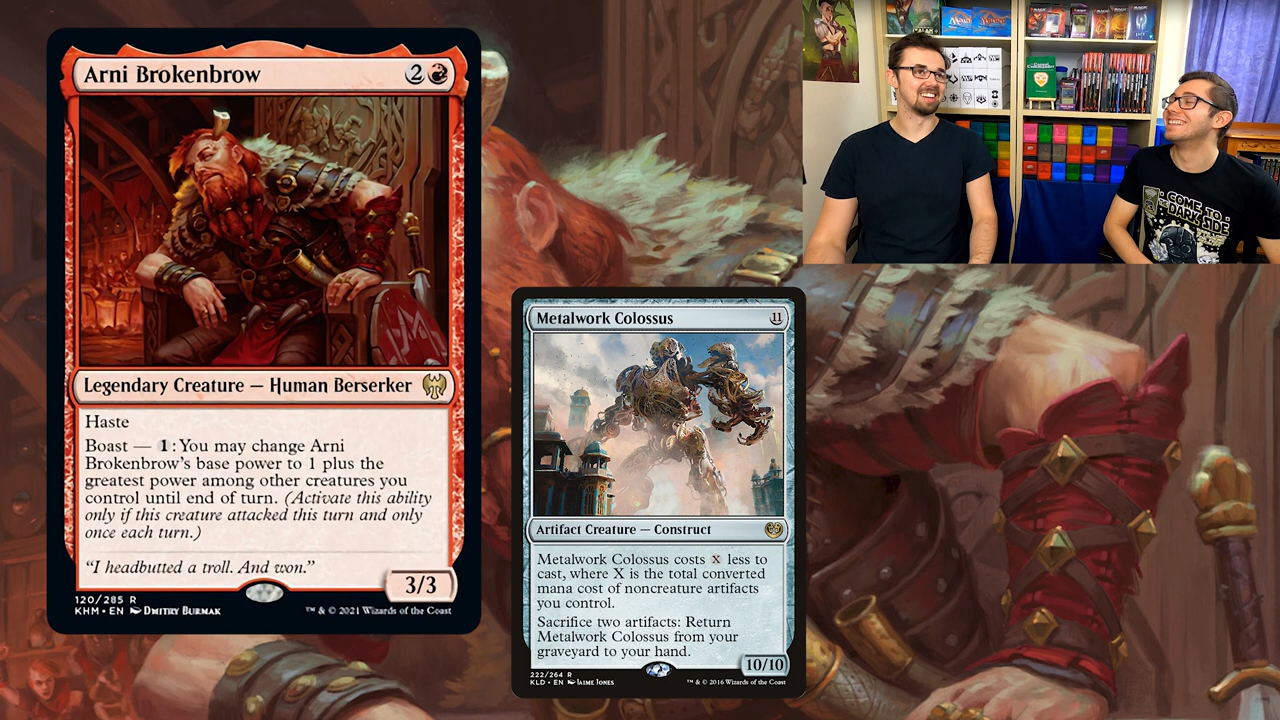 Arni Brokenbrow 2
Legendary Creature — Human Berserker
Haste
Boast — 1: You may change Arni
Brokenbrow's base power to 1 plus the
greatest power among other creatures you
control until end of turn. (Activate this ability
only if this creature attacked this turn and only
once each turn.)
“I headbutted a troll. And won.”
3/3
120/285 R
KHM • EN Dmitry Burmak
™ & © 2021 Wizards of the Coast
Metalwork Colossus 11
Artifact Creature — Construct
Metalwork Colossus costs X less to
cast, where X is the total converted
mana cost of noncreature artifacts
you control.
Sacrifice two artifacts: Return
Metalwork Colossus from your
graveyard to your hand.
10/10
222/264 R
KLD • EN Jaime Jones
™ & © 2016 Wizards of the Coast
COME TO
THE DARK SIDE